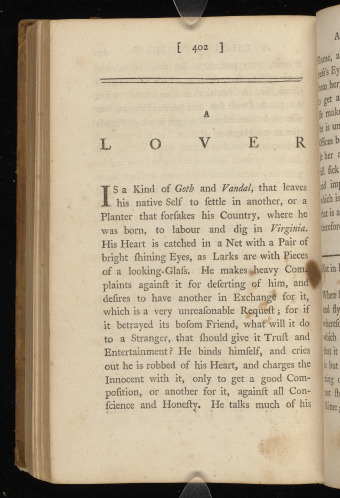 [ 402 ]
A
L O V E R
IS a Kind of Goth and Vandal, that leaves
his native Self to ſettle in another, or a
Planter that forſakes his Country, where he
was born, to labour and dig in Virginia.
His Heart is catched in a Net with a Pair of
bright ſhining Eyes, as Larks are with Pieces
of a looking-Glaſs. He makes heavy Com-
plaints againſt it for deſerting of him, and
deſires to have another in Exchange for it,
which is a very unreaſonable Requeſt; for if
it betrayed its boſom Friend, what will it do
to a Stranger, that ſhould give it Truſt and
Entertainment? He binds himſelf, and cries
out he is robbed of his Heart, and charges the
Innocent with it, only to get a good Com-
poſition, or another for it, againſt all Con-
ſcience and Honeſty. He talks much of his